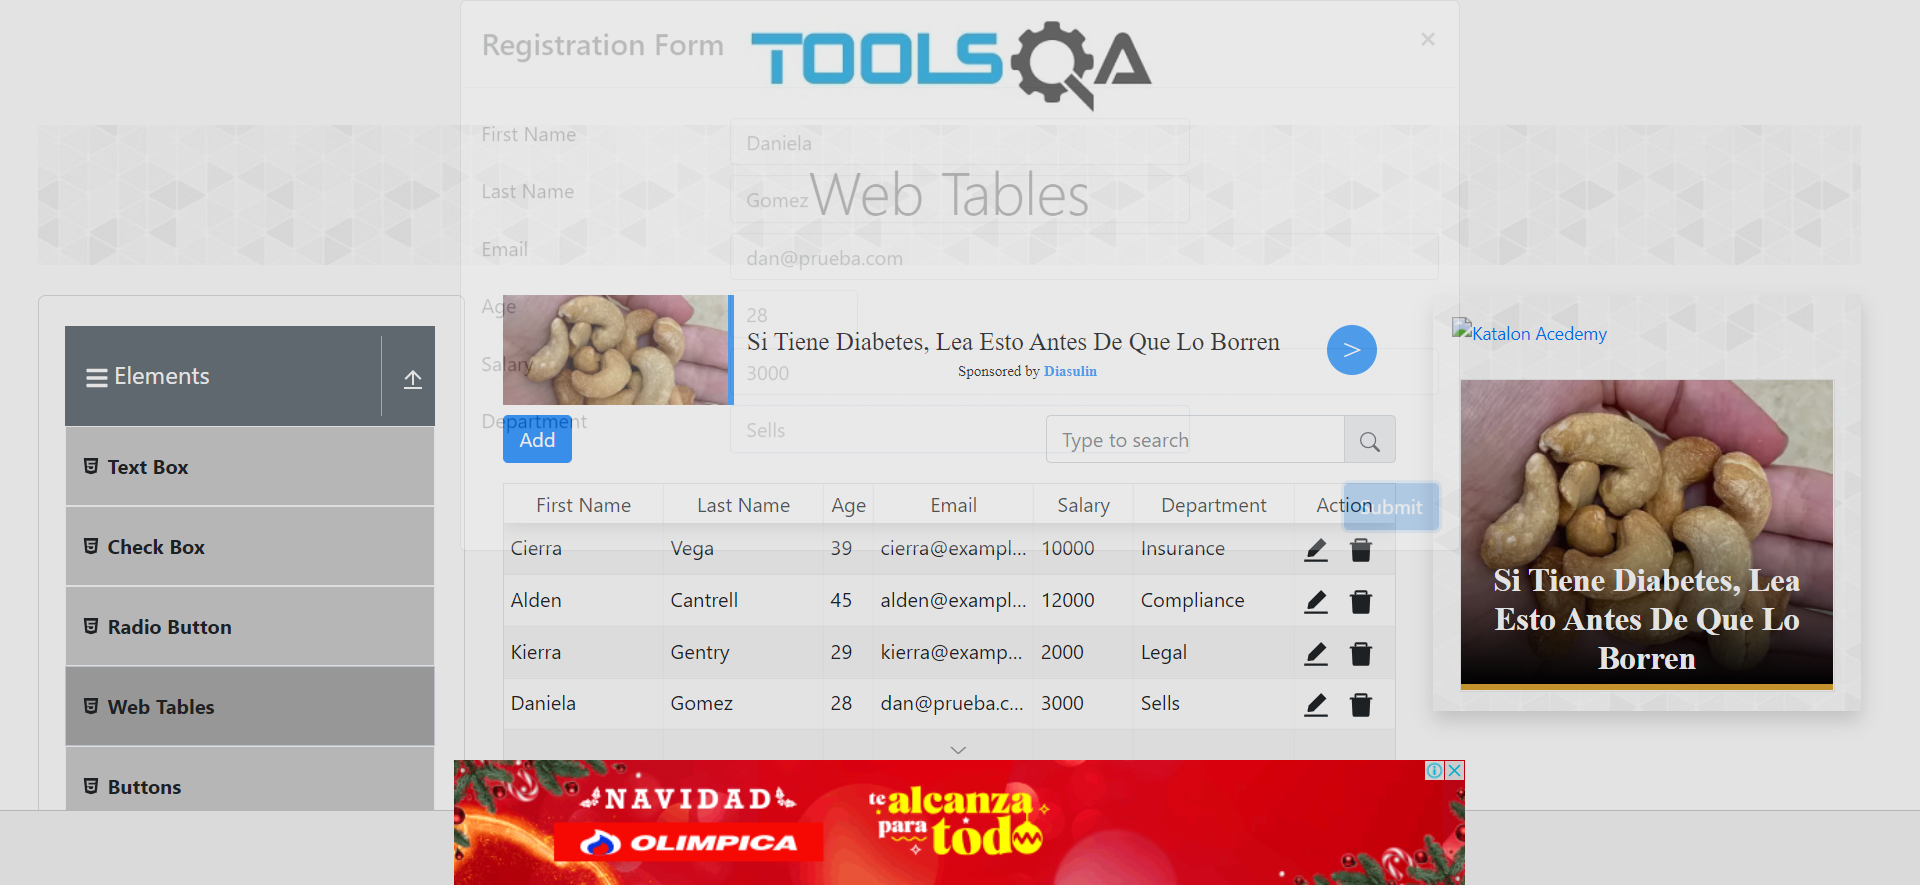 Registration Form
TOOLSQA
×
First Name
Daniela
Last Name
Gomez
Web Tables
Email
dan@prueba.com
Age
28
Salary
3000
Department
Sells
Submit
Elements
Text Box
Check Box
Radio Button
Web Tables
Buttons
Si Tiene Diabetes, Lea Esto Antes De Que Lo Borren
Sponsored by Diasulin
>
Add
Type to search
First Name Last Name Age Email Salary Department Action
Cierra Vega 39 cierra@exampl... 10000 Insurance
Alden Cantrell 45 alden@exampl... 12000 Compliance
Kierra Gentry 29 kierra@examp... 2000 Legal
Daniela Gomez 28 dan@prueba.c... 3000 Sells
Katalon Acedemy
Si Tiene Diabetes, Lea
Esto Antes De Que Lo
Borren
NAVIDAD
OLIMPICA
te alcanza
para todo